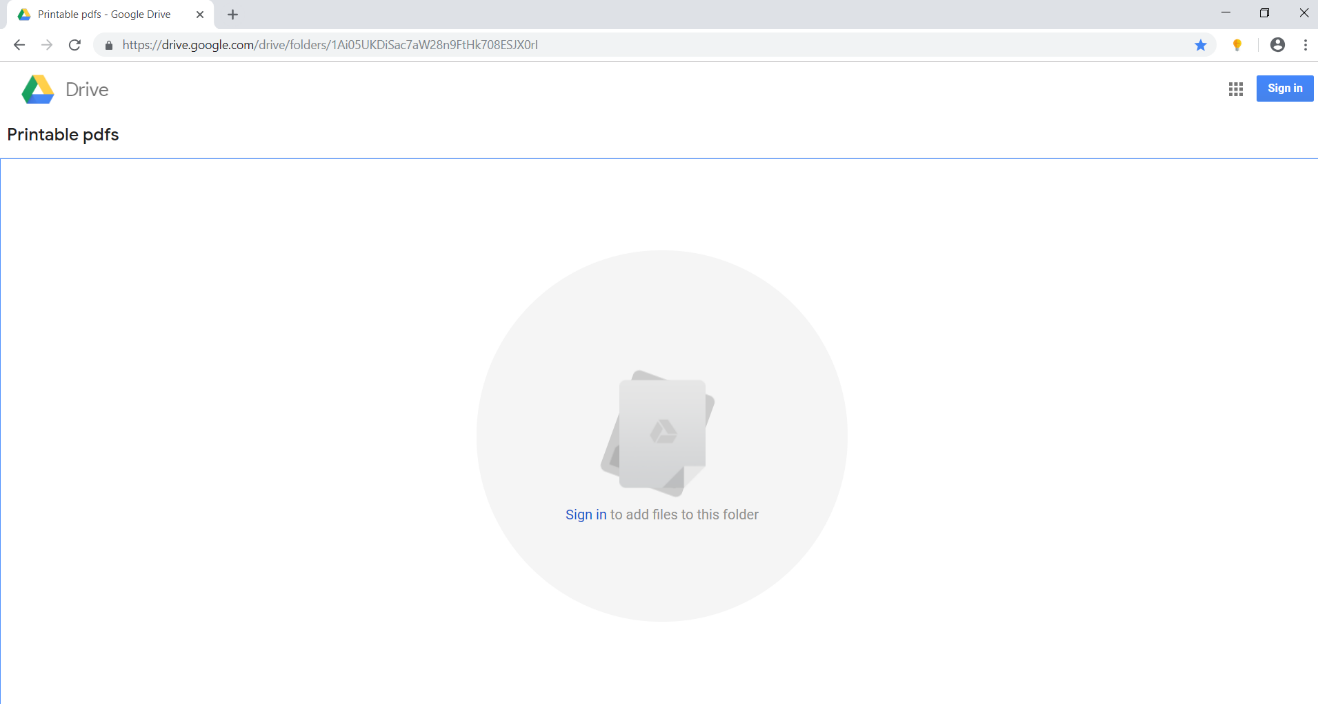 Printable pdfs - Google Drive
https://drive.google.com/drive/folders/1Ai05UKDiSac7aW28n9FtHk708ESJX0rI
Drive
Sign in
Printable pdfs
Sign in to add files to this folder